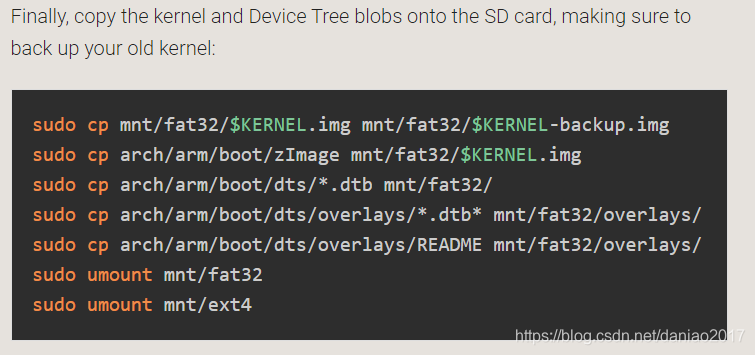 Finally, copy the kernel and Device Tree blobs onto the SD card, making sure to
back up your old kernel:
sudo cp mnt/fat32/$KERNEL.img mnt/fat32/$KERNEL-backup.img
sudo cp arch/arm/boot/zImage mnt/fat32/$KERNEL.img
sudo cp arch/arm/boot/dts/*.dtb mnt/fat32/
sudo cp arch/arm/boot/dts/overlays/*.dtb* mnt/fat32/overlays/
sudo cp arch/arm/boot/dts/overlays/README mnt/fat32/overlays/
sudo umount mnt/fat32
sudo umount mnt/ext4
https://blog.csdn.net/daniao2017